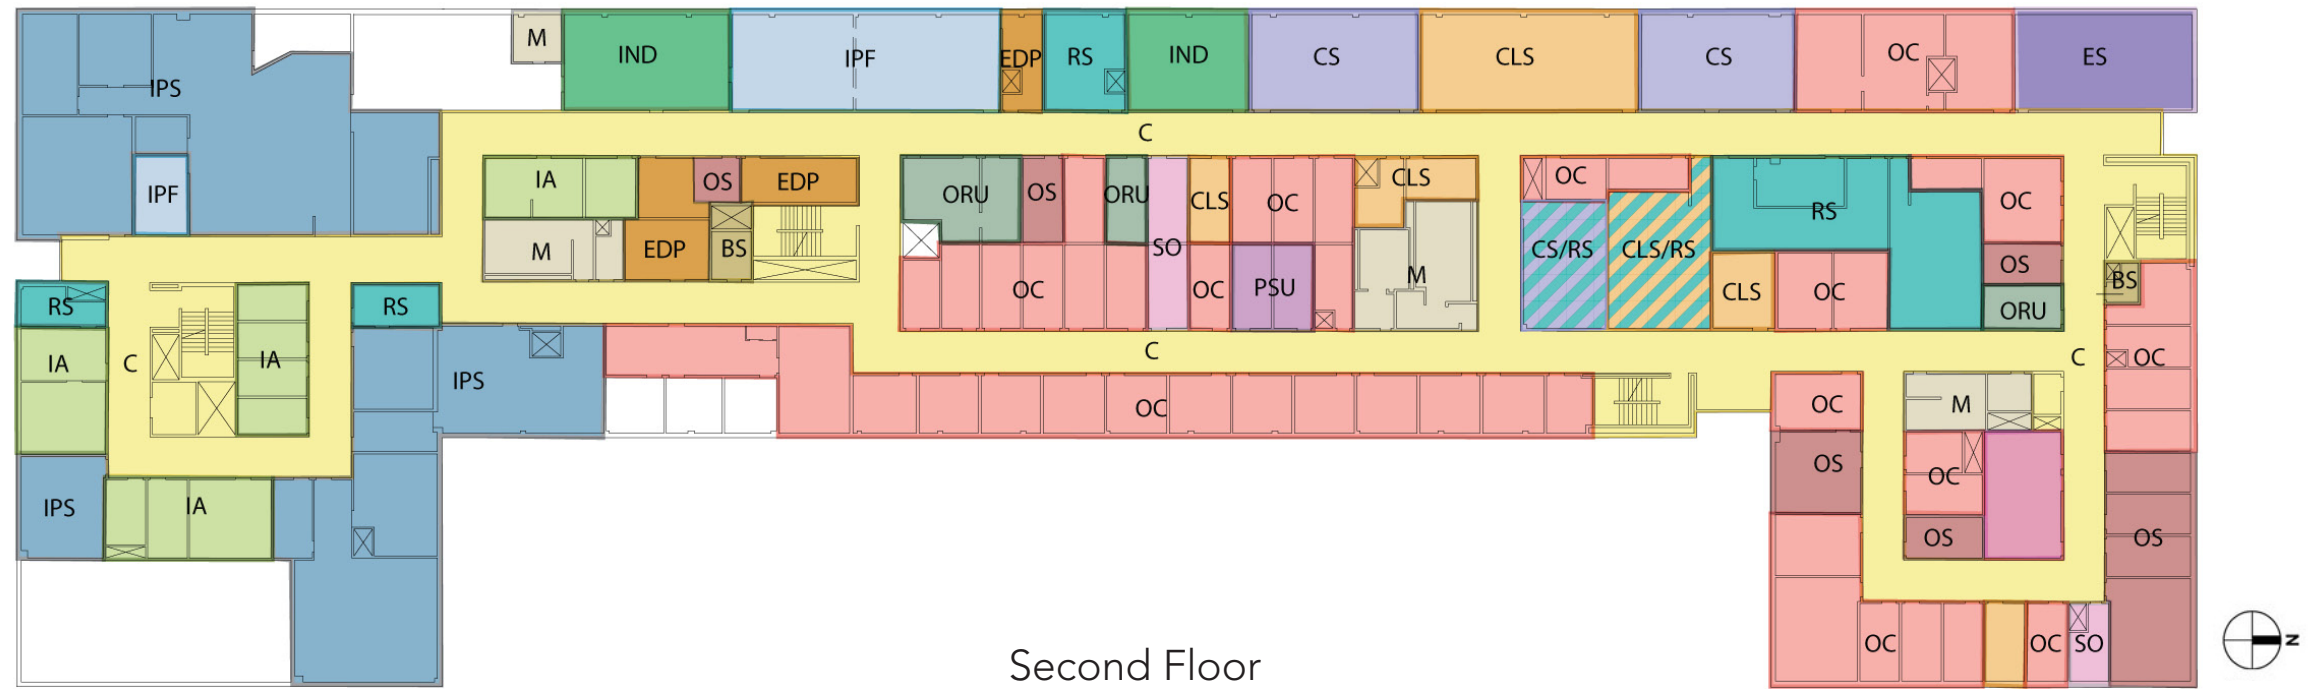 M
IND
IPF
EDP
RS
IND
CS
CLS
CS
OC
ES
IPS
C
IPF
IA
OS
EDP
ORU
OS
ORU
CLS
OC
CLS
OC
RS
OC
M
EDP
BS
SO
CS/RS
CLS/RS
OS
OC
OC
PSU
M
CLS
OC
ORU
BS
RS
RS
IA
C
IA
IPS
C
C
OC
OC
OC
M
OS
OC
IPS
IA
OS
OS
OC
OC
SO
Second Floor
N